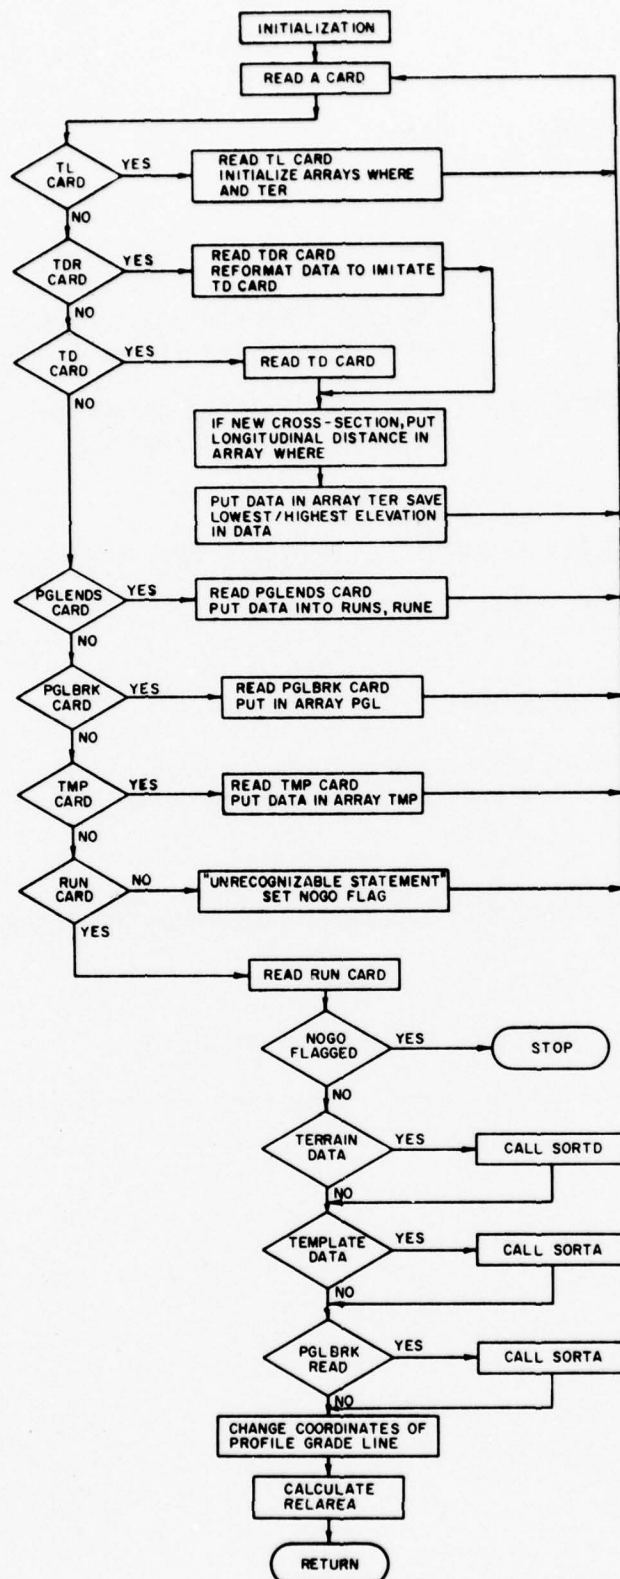 INITIALIZATION
READ A CARD
TL
CARD
YES
READ TL CARD
INITIALIZE ARRAYS WHERE
AND TER
NO
TDR
CARD
YES
READ TDR CARD
REFORMAT DATA TO IMITATE
TD CARD
NO
TD
CARD
YES
READ TD CARD
NO
IF NEW CROSS-SECTION, PUT
LONGITUDINAL DISTANCE IN
ARRAY WHERE
PUT DATA IN ARRAY TER SAVE
LOWEST/HIGHEST ELEVATION
IN DATA
PGLENDS
CARD
YES
READ PGLENDS CARD
PUT DATA INTO RUNS, RUNE
NO
PGLBRK
CARD
YES
READ PGLBRK CARD
PUT IN ARRAY PGL
NO
TMP
CARD
YES
READ TMP CARD
PUT DATA IN ARRAY TMP
NO
RUN
CARD
NO
"UNRECOGNIZABLE STATEMENT"
SET NOGO FLAG
YES
READ RUN CARD
NOGO
FLAGGED
YES
STOP
NO
TERRAIN
DATA
YES
CALL SORTD
NO
TEMPLATE
DATA
YES
CALL SORTA
NO
PGLBRK
READ
YES
CALL SORTA
NO
CHANGE COORDINATES OF
PROFILE GRADE LINE
CALCULATE
RELAREA
RETURN